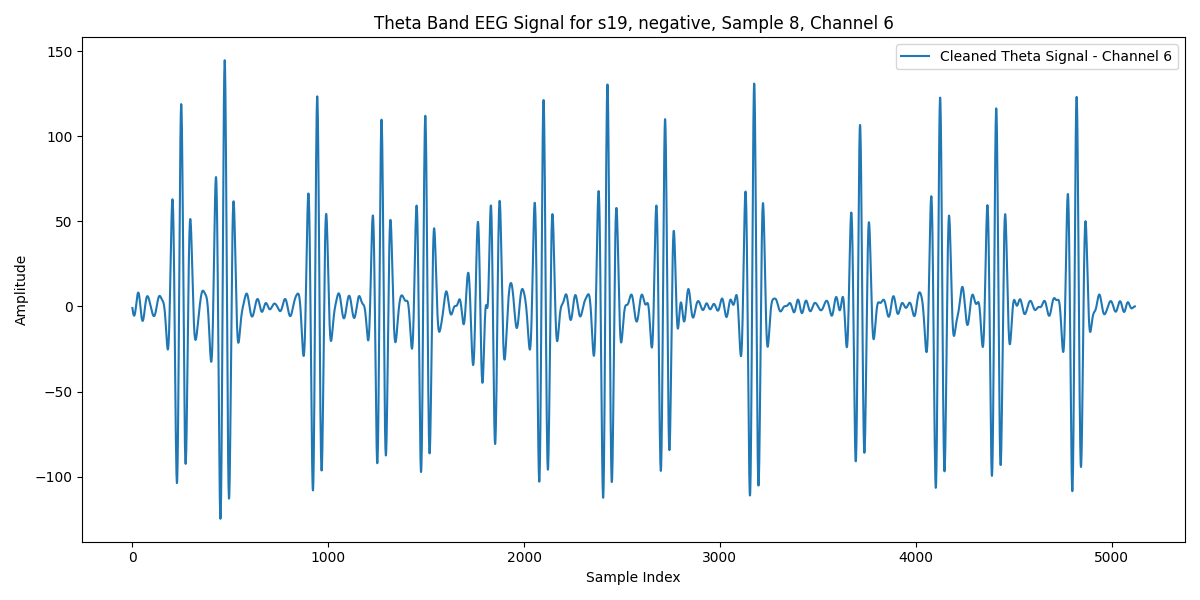 Theta Band EEG Signal for s19, negative, Sample 8, Channel 6
Cleaned Theta Signal - Channel 6
Amplitude
150
100
50
0
−50
−100
0 1000 2000 3000 4000 5000
Sample Index